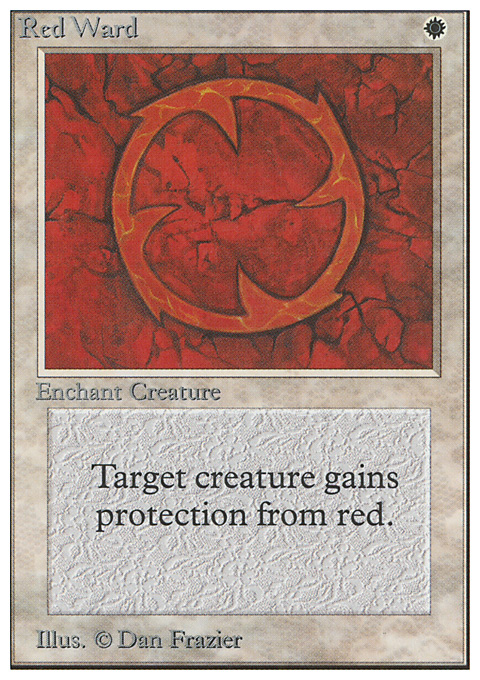 Red Ward
Enchant Creature
Target creature gains
protection from red.
Illus. © Dan Frazier